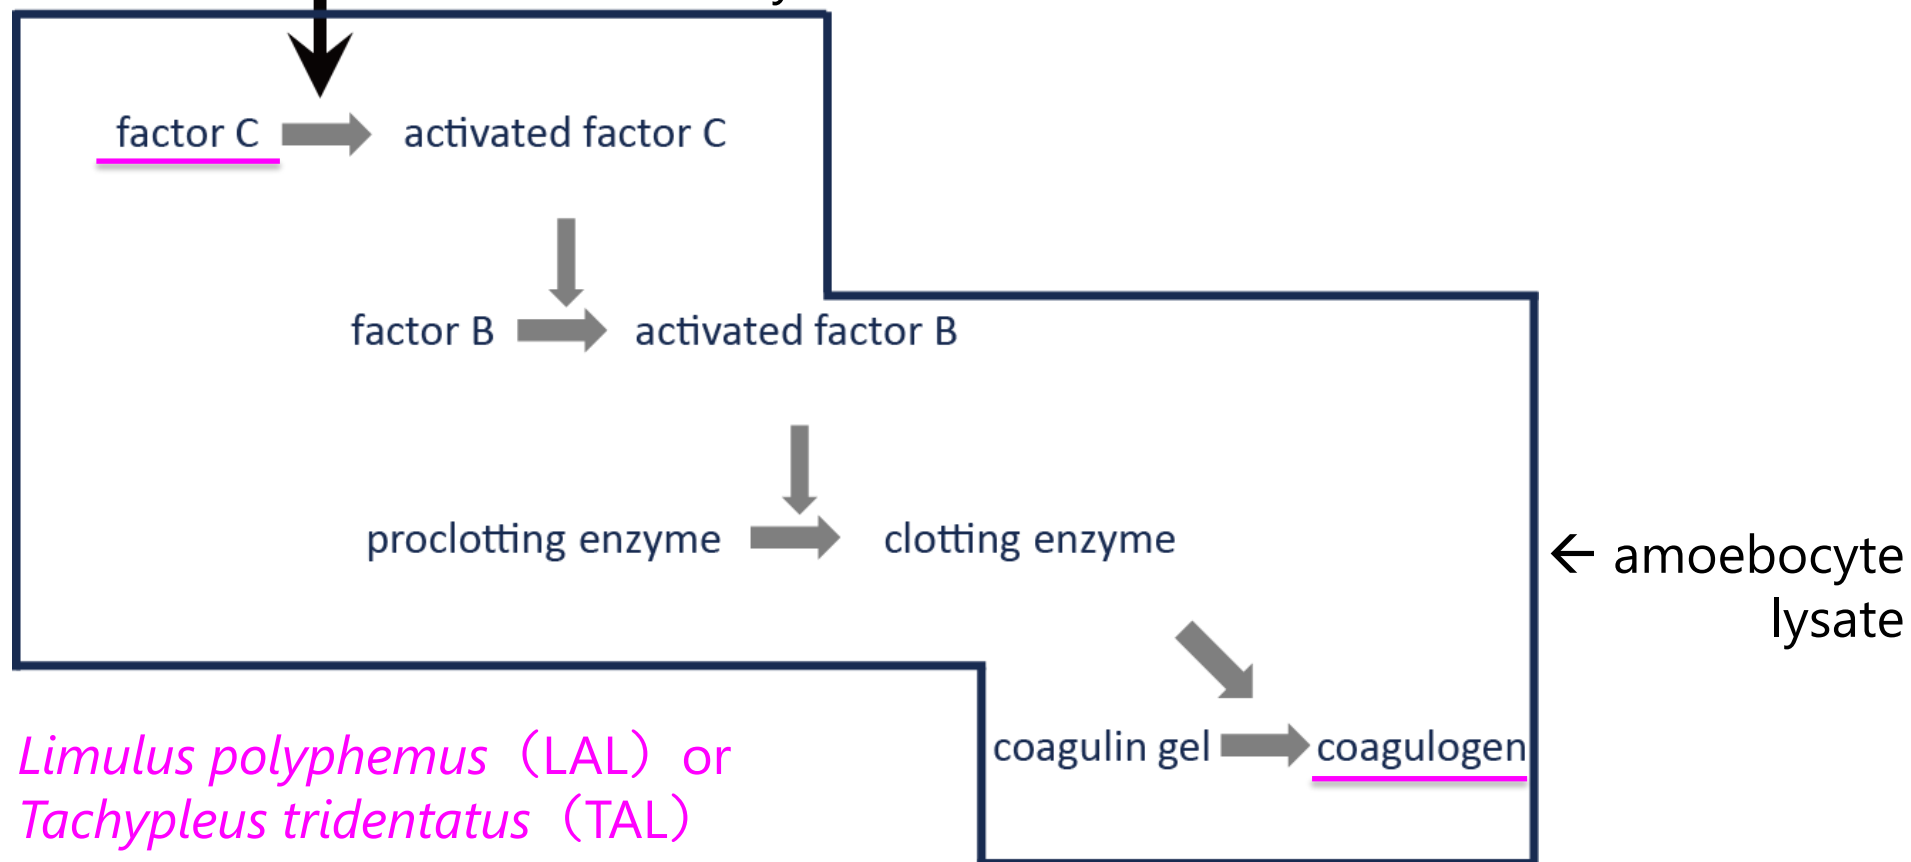 factor C activated factor C
factor B activated factor B
proclotting enzyme clotting enzyme
← amoebocyte
lysate
coagulin gel coagulogen
Limulus polyphemus（LAL）or
Tachypleus tridentatus（TAL）